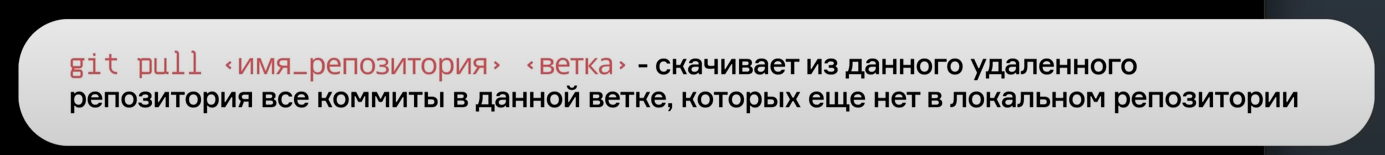 git pull <имя_репозитория> <ветка> - скачивает из данного удаленного
репозитория все коммиты в данной ветке, которых еще нет в локальном репозитории